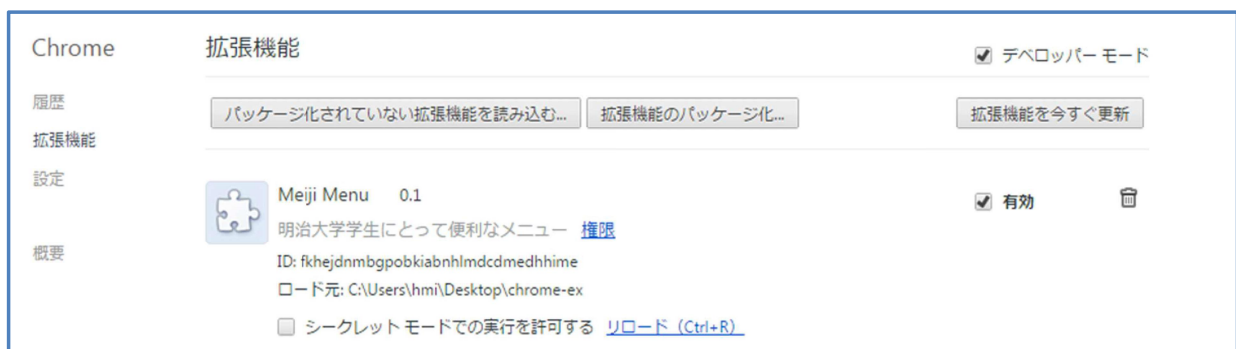 Chrome
拡張機能
デベロッパー モード
履歴
拡張機能
設定
概要
パッケージ化されていない拡張機能を読み込む...
拡張機能のパッケージ化...
拡張機能を今すぐ更新
Meiji Menu 0.1
有効
明治大学学生にとって便利なメニュー 権限
ID: fkhejdnmbgpobkiabnhlmdcdmedhhime
ロード元: C:\Users\hmi\Desktop\chrome-ex
シークレット モードでの実行を許可する リロード（Ctrl+R）